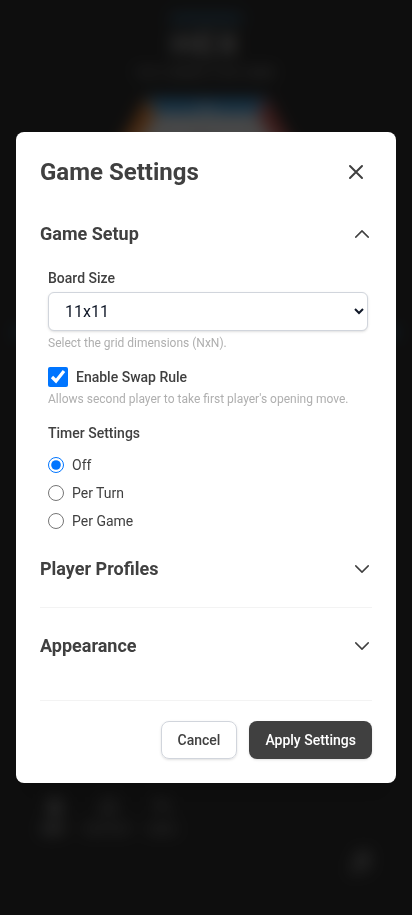 Game Settings
Game Setup
Board Size
11x11
Select the grid dimensions (NxN).
Enable Swap Rule
Allows second player to take first player's opening move.
Timer Settings
Off
Per Turn
Per Game
Player Profiles
Appearance
Cancel
Apply Settings